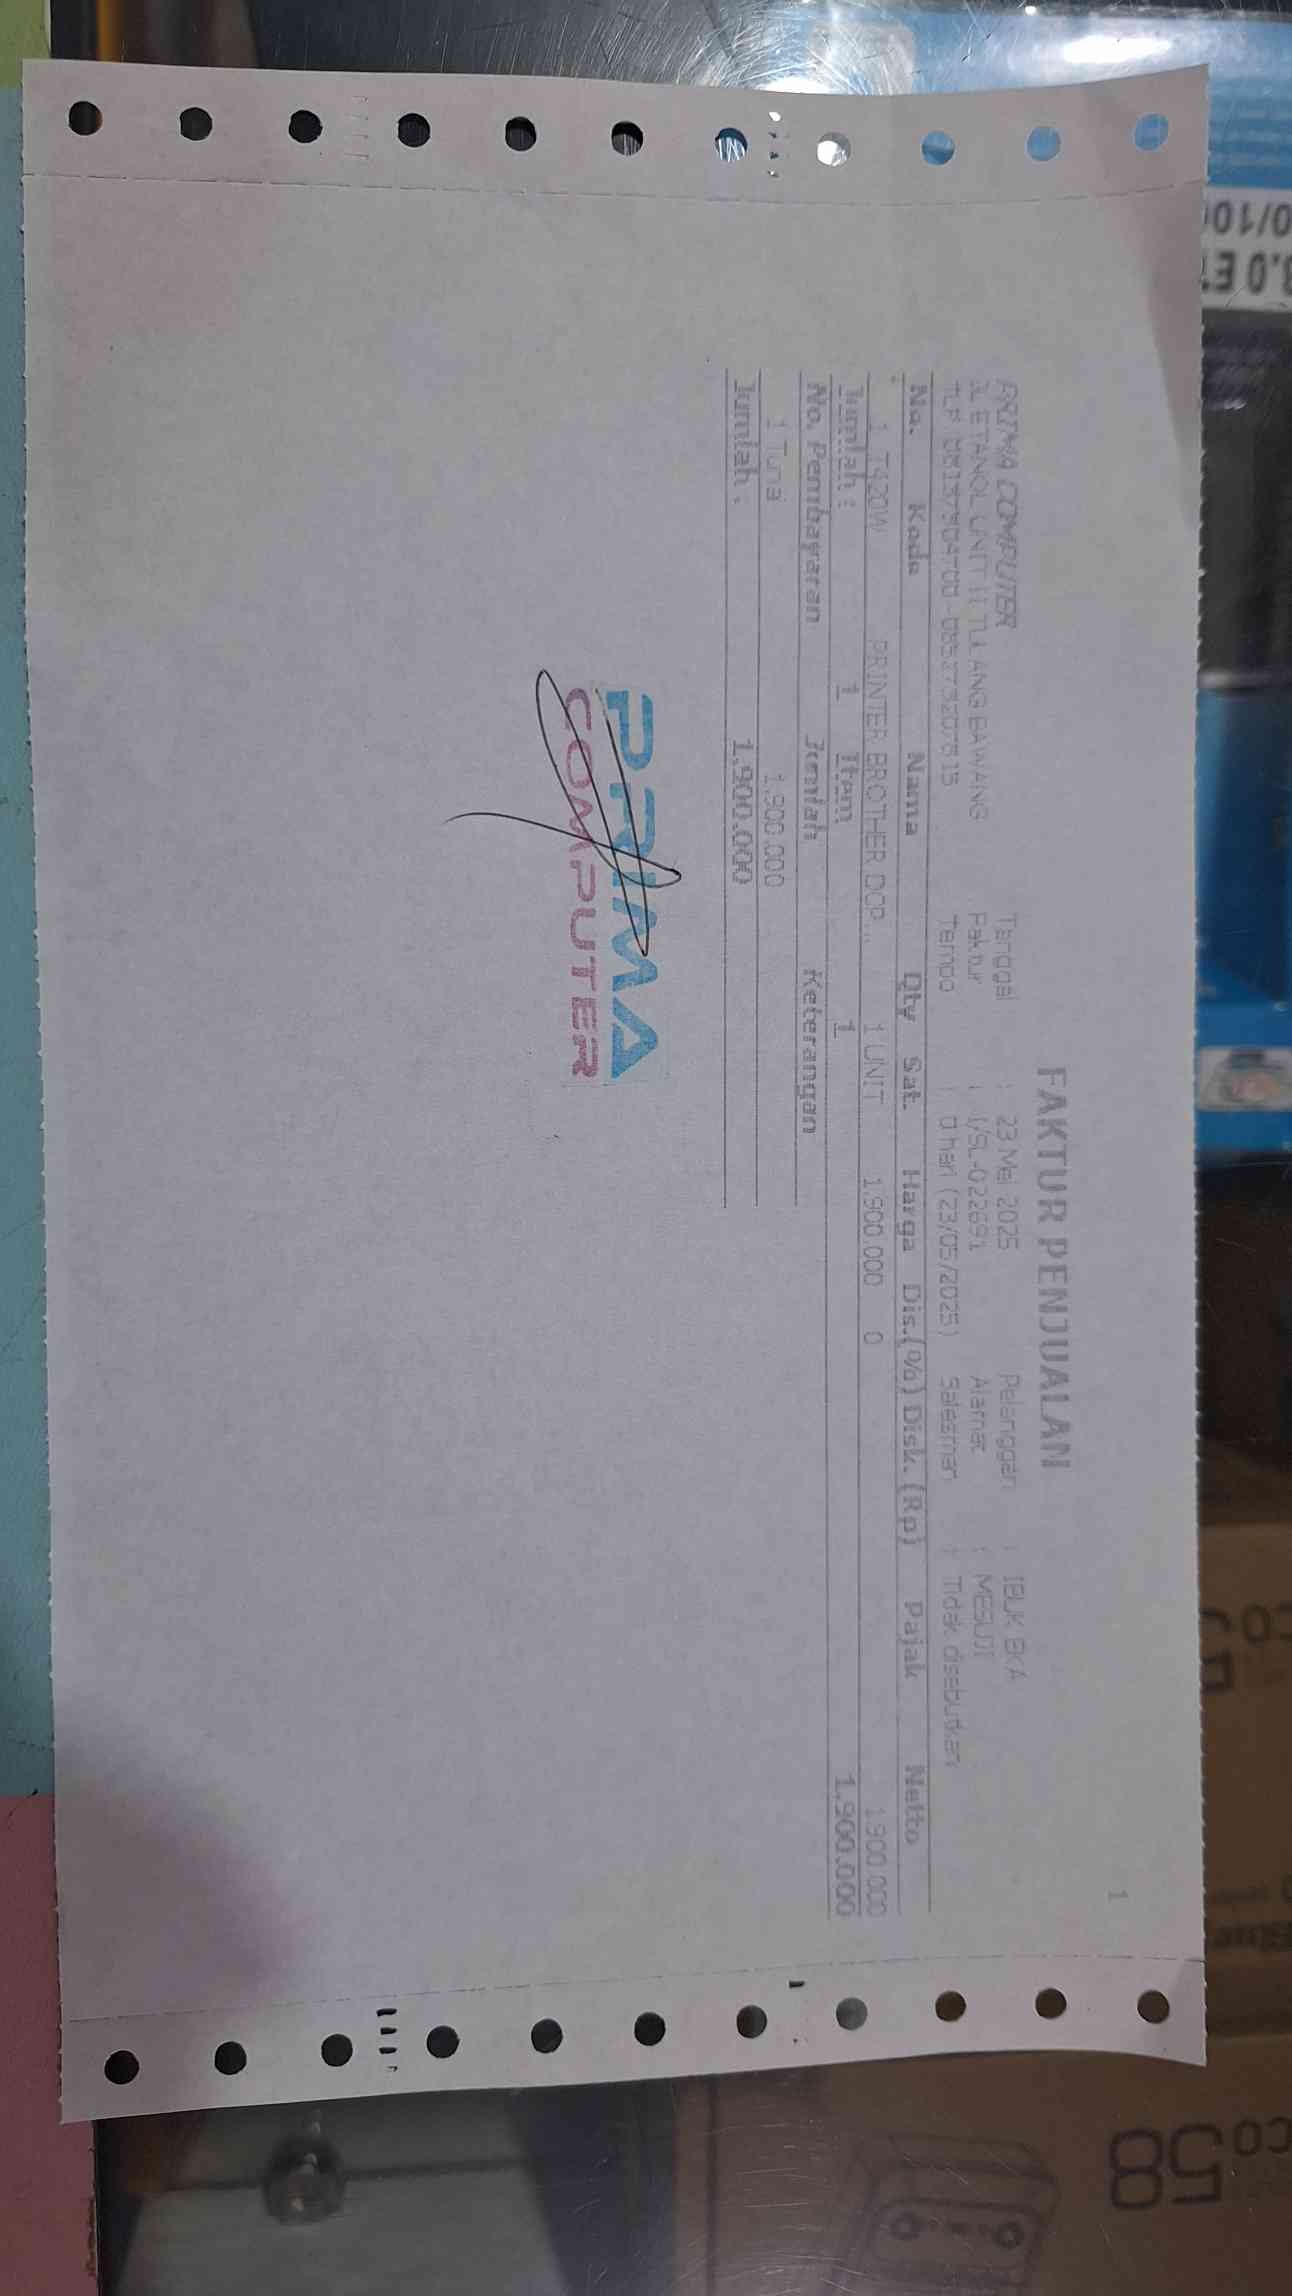 1
FAKTUR PENJUALAN
PRIMA COMPUTER Tanggal : 23 Mei 2025 Pelanggan : IBUK EKA
JL ETANOL UNIT II TULANG BAWANG Faktur : I/SL-022691 Alamat : MESUJI
TLP Tempo : 0 hari (23/05/2025) Salesman : Tidak disebutkan
No. Kode Nama Qty Sat. Harga Dis.(%) Disk. (Rp) Pajak Netto
1 T420W PRINTER BROTHER DCP... 1 UNIT 1.900.000 0 1.900.000
Jumlah : 1 Item 1 1.900.000
No. Pembayaran Jumlah Keterangan
1 Tunai 1.900.000
Jumlah : 1.900.000
PRIMA
COMPUTER
58